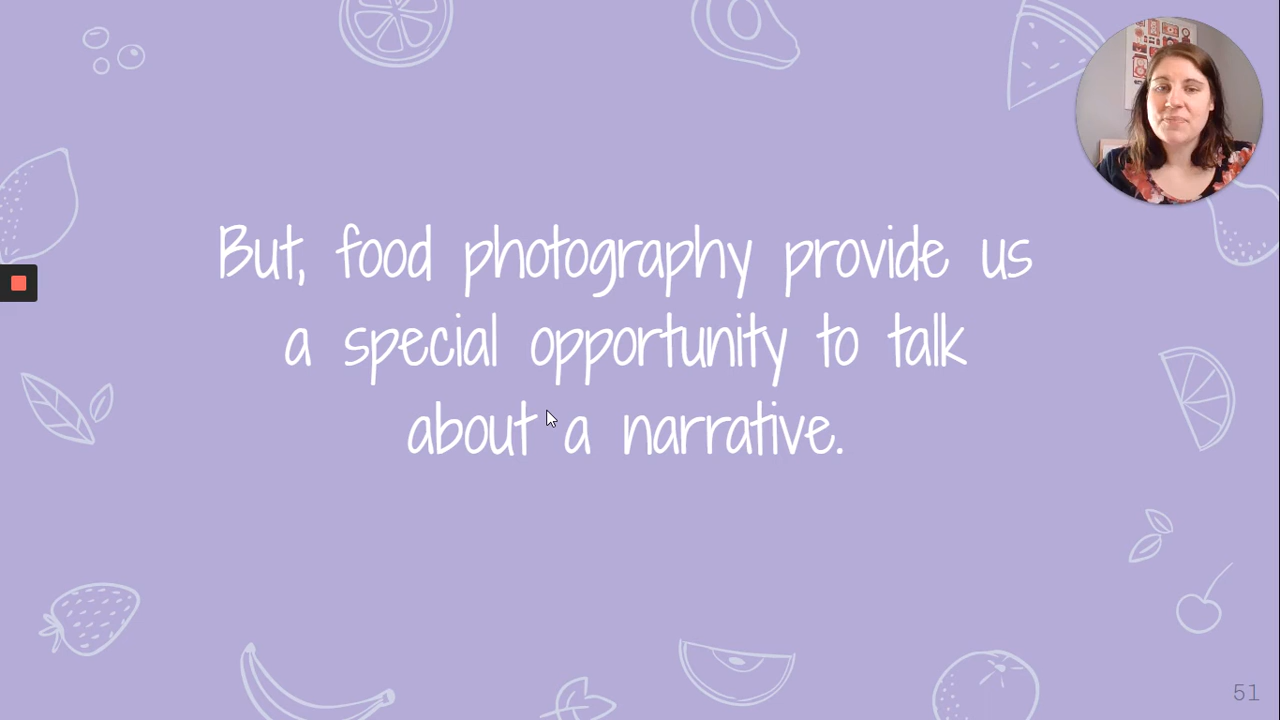 But, food photography provide us
a special opportunity to talk
about a narrative.
51